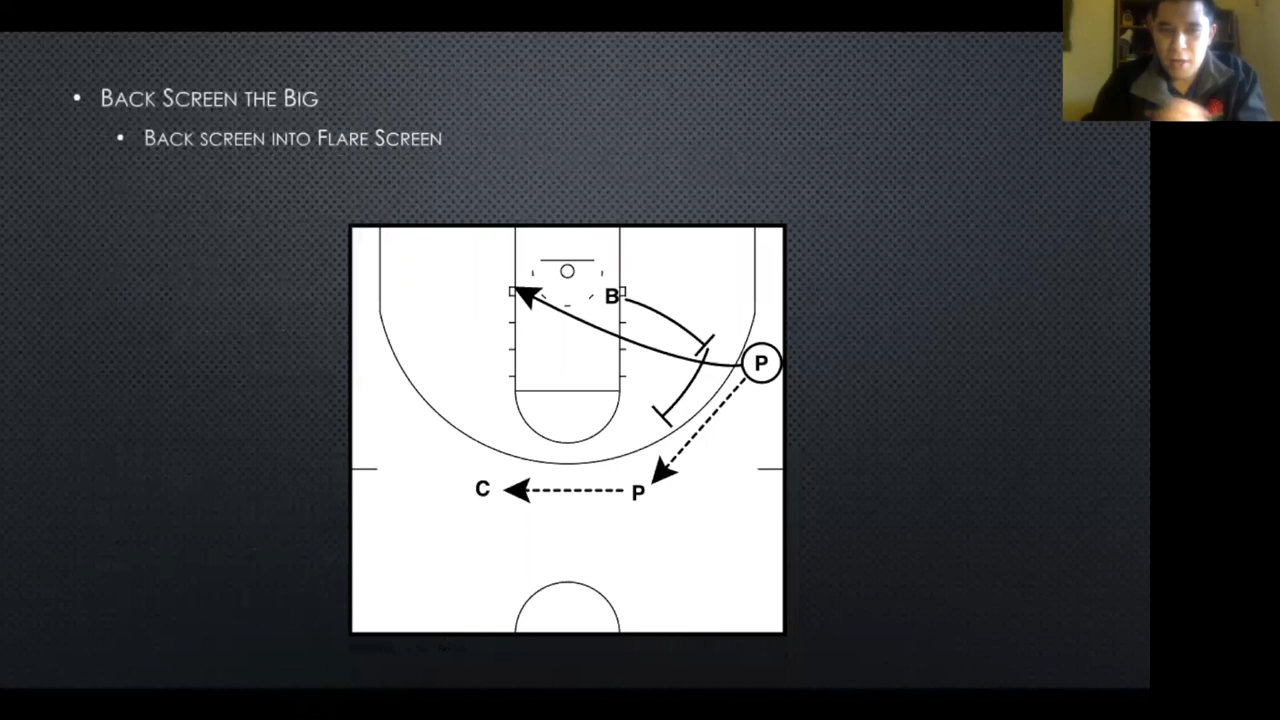 • Back Screen the Big
• Back screen into Flare Screen
B
P
C
P